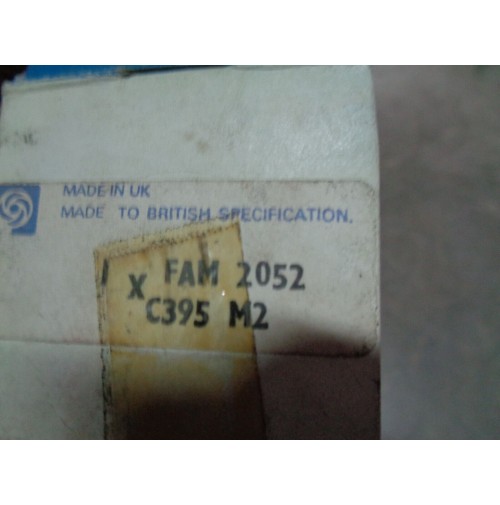 MADE IN UK
MADE TO BRITISH SPECIFICATION.
X FAM 2052
C395 M2